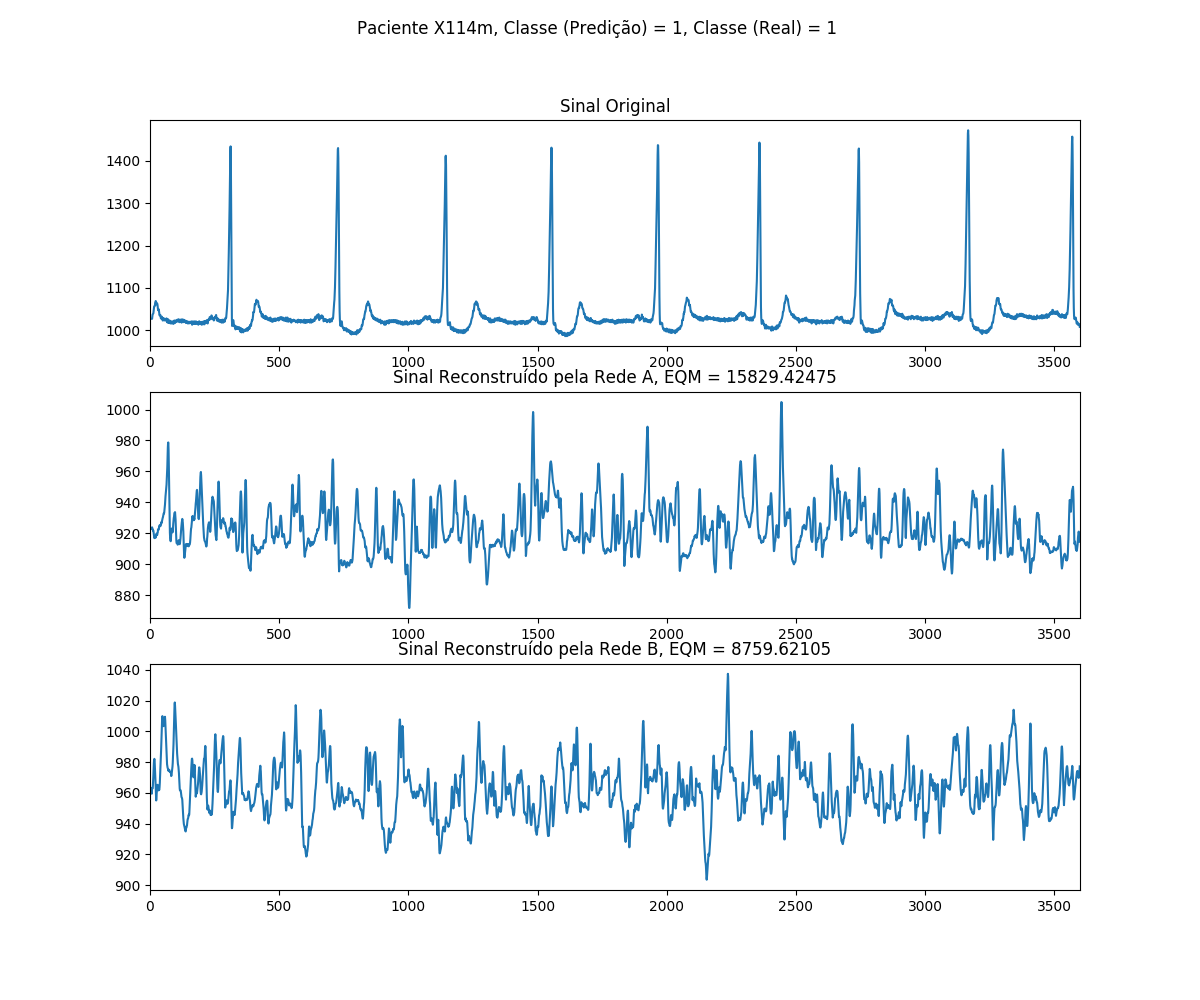 Paciente X114m, Classe (Predição) = 1, Classe (Real) = 1
Sinal Original
1400
1300
1200
1100
1000
0 500 1000 1500 2000 2500 3000 3500
Sinal Reconstruído pela Rede A, EQM = 15829.42475
1000
980
960
940
920
900
880
0 500 1000 1500 2000 2500 3000 3500
Sinal Reconstruído pela Rede B, EQM = 8759.62105
1040
1020
1000
980
960
940
920
900
0 500 1000 1500 2000 2500 3000 3500